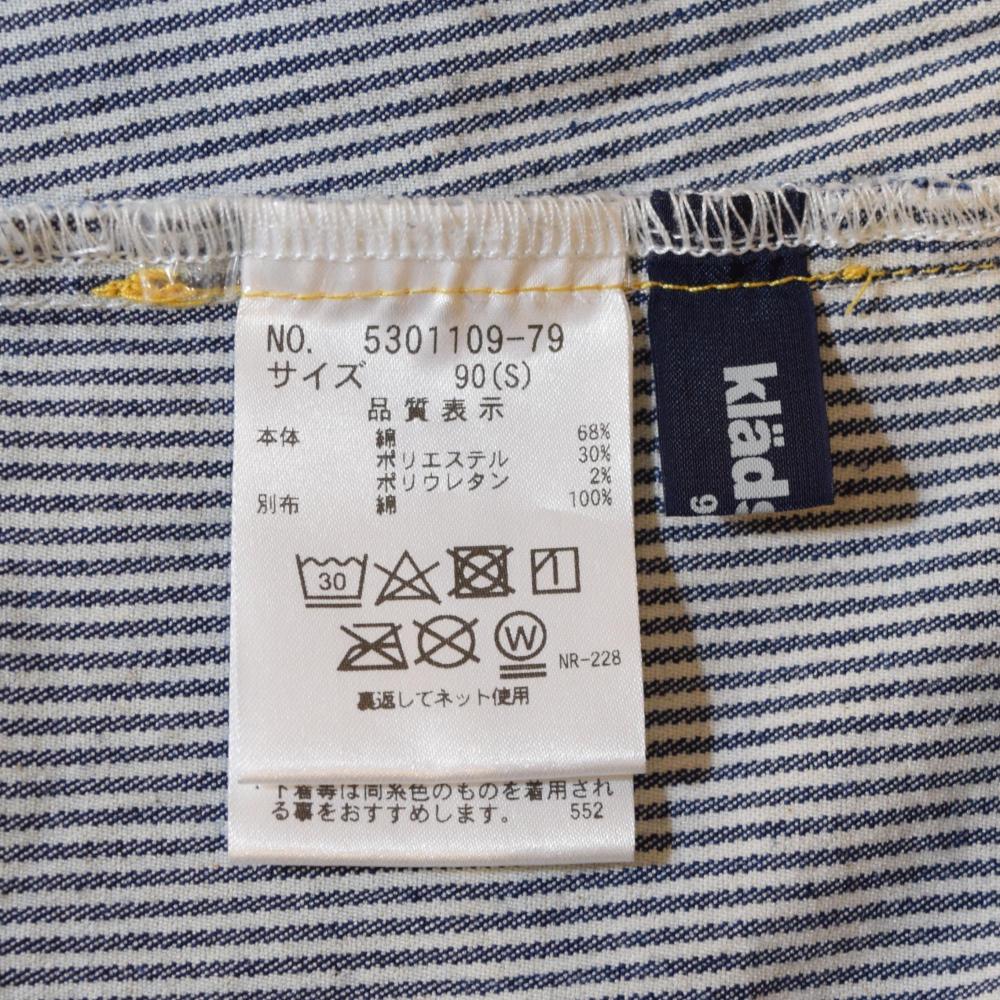 NO. 5301109-79
サイズ 90(S)
品質表示
本体 綿 68%
ポリエステル 30%
ポリウレタン 2%
別布 綿 100%
30
W
NR-228
裏返してネット使用
下着等は同系色のものを着用され
る事をおすすめします。 552
kläds
9